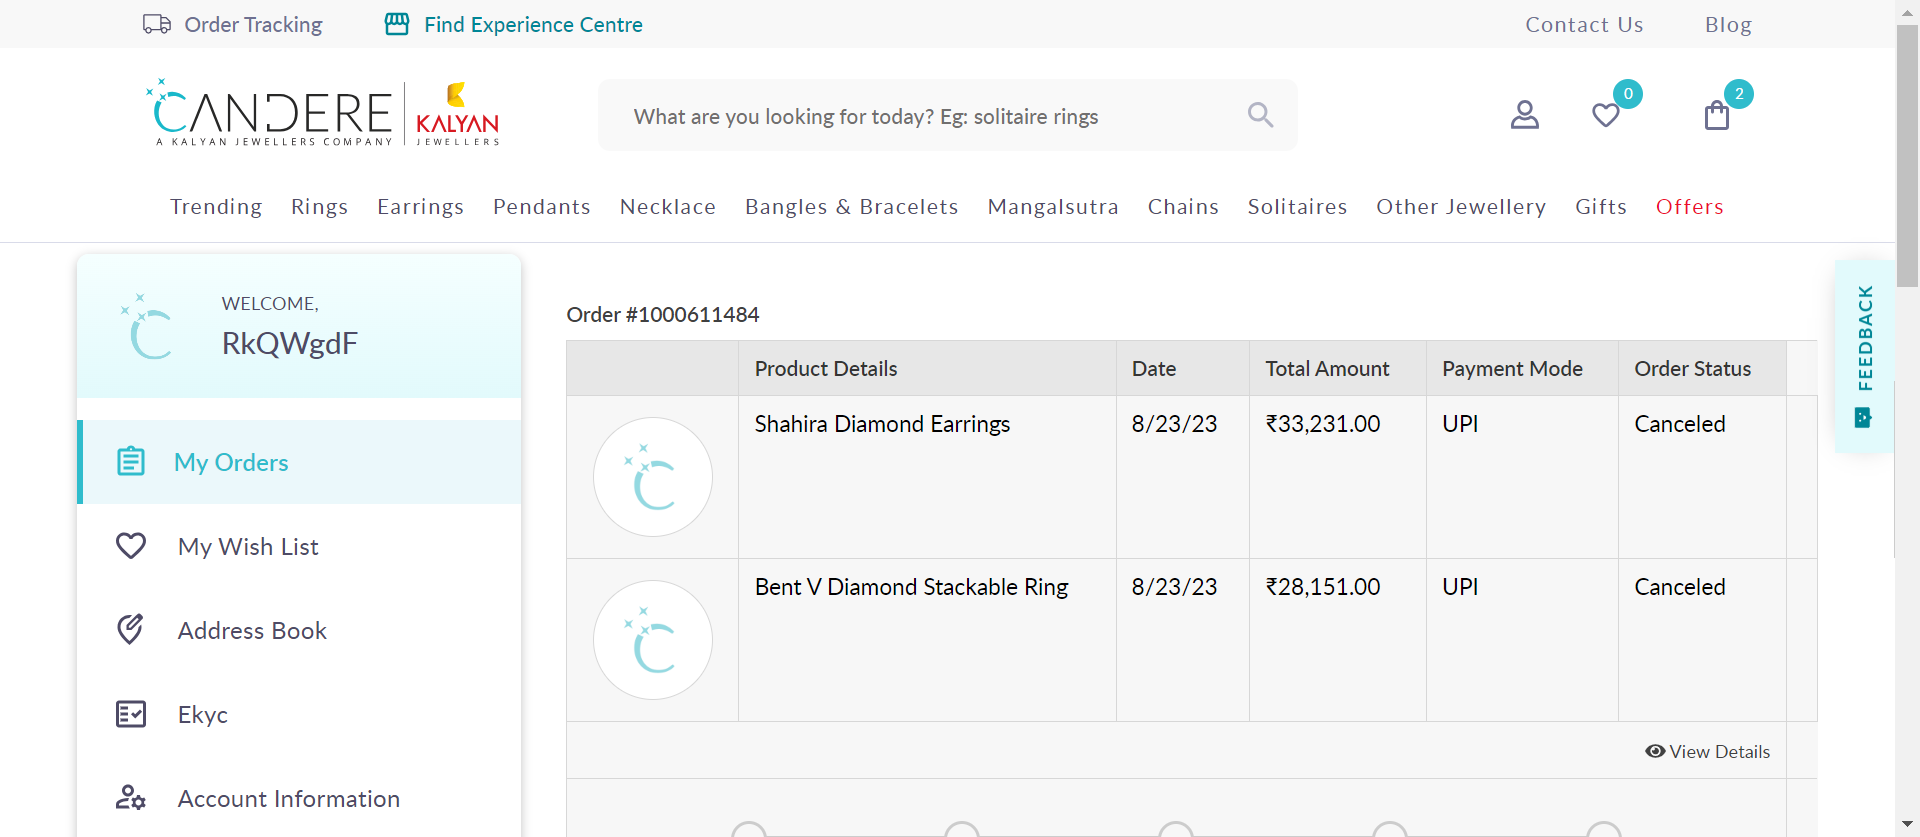 Order Tracking
Find Experience Centre
Contact Us
Blog
CANDERE
A KALYAN JEWELLERS COMPANY
KALYAN
JEWELLERS
What are you looking for today? Eg: solitaire rings
0
2
Trending Rings Earrings Pendants Necklace Bangles & Bracelets Mangalsutra Chains Solitaires Other Jewellery Gifts Offers
WELCOME,
RkQWgdF
My Orders
My Wish List
Address Book
Ekyc
Account Information
Order #1000611484
Product Details Date Total Amount Payment Mode Order Status
Shahira Diamond Earrings 8/23/23 ₹33,231.00 UPI Canceled
Bent V Diamond Stackable Ring 8/23/23 ₹28,151.00 UPI Canceled
View Details
FEEDBACK